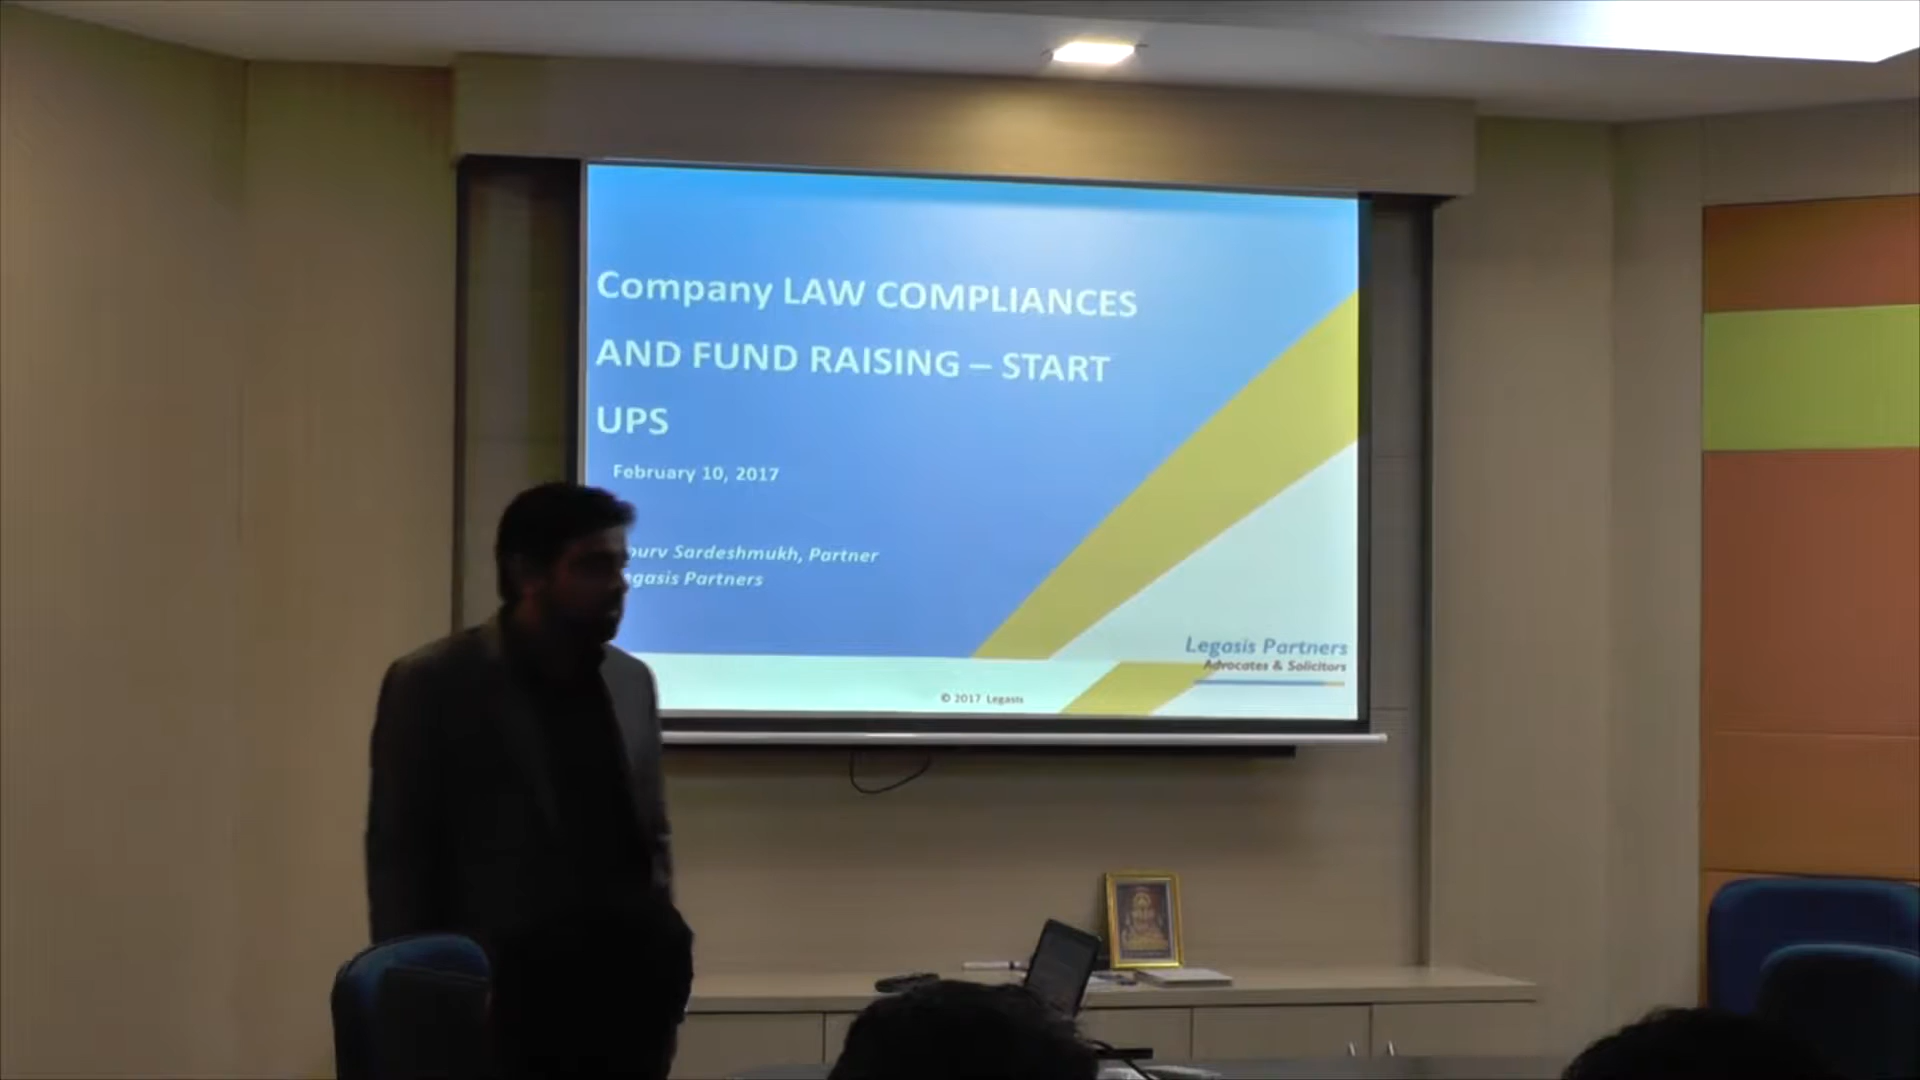 Company LAW COMPLIANCES
AND FUND RAISING – START
UPS
February 10, 2017
Sardeshmukh, Partner
Partners
Legasis Partners
Advocates & Solicitors
© 2017 Legasis